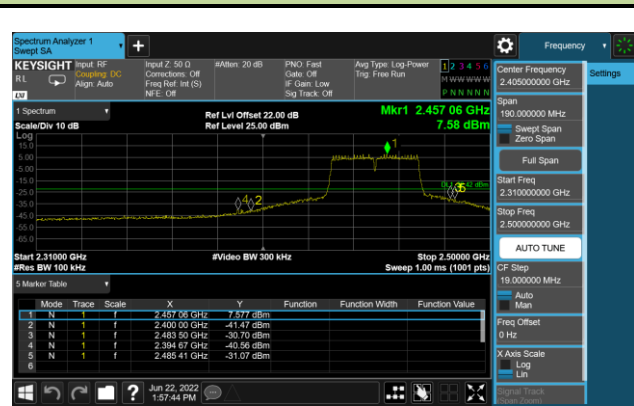 Spectrum Analyzer 1
Swept SA
Frequency
KEYSIGHT
Input: RF
Input Z: 50 Ω
#Atten: 20 dB
PNO: Fast
Avg Type: Log-Power
1 2 3 4 5 6
RL
Coupling: DC
Corrections: Off
Gate: Off
Trig: Free Run
M W W W W W
Align: Auto
Freq Ref: Int (S)
IF Gain: Low
P N N N N N
LXI
NFE: Off
Sig Track: Off
1 Spectrum
Ref Lvl Offset 22.00 dB
Mkr1 2.457 06 GHz
Scale/Div 10 dB
Ref Level 25.00 dBm
7.58 dBm
Log
15.0
5.00
-5.00
-15.0
-25.0
-35.0
-45.0
-55.0
-65.0
1
4 2
5
Start 2.31000 GHz
#Video BW 300 kHz
Stop 2.50000 GHz
#Res BW 100 kHz
Sweep 1.00 ms (1001 pts)
5 Marker Table
Mode Trace Scale X Y Function Function Width Function Value
1 N 1 f 2.457 06 GHz 7.577 dBm
2 N 1 f 2.400 00 GHz -41.47 dBm
3 N 1 f 2.483 50 GHz -30.70 dBm
4 N 1 f 2.394 67 GHz -40.56 dBm
5 N 1 f 2.485 41 GHz -31.07 dBm
6
Jun 22, 2022
1:57:44 PM
Center Frequency
2.405000000 GHz
Settings
Span
190.000000 MHz
Swept Span
Zero Span
Full Span
Start Freq
2.310000000 GHz
Stop Freq
2.500000000 GHz
AUTO TUNE
CF Step
19.000000 MHz
Auto
Man
Freq Offset
0 Hz
X Axis Scale
Log
Lin
Signal Track
(Span Zoom)